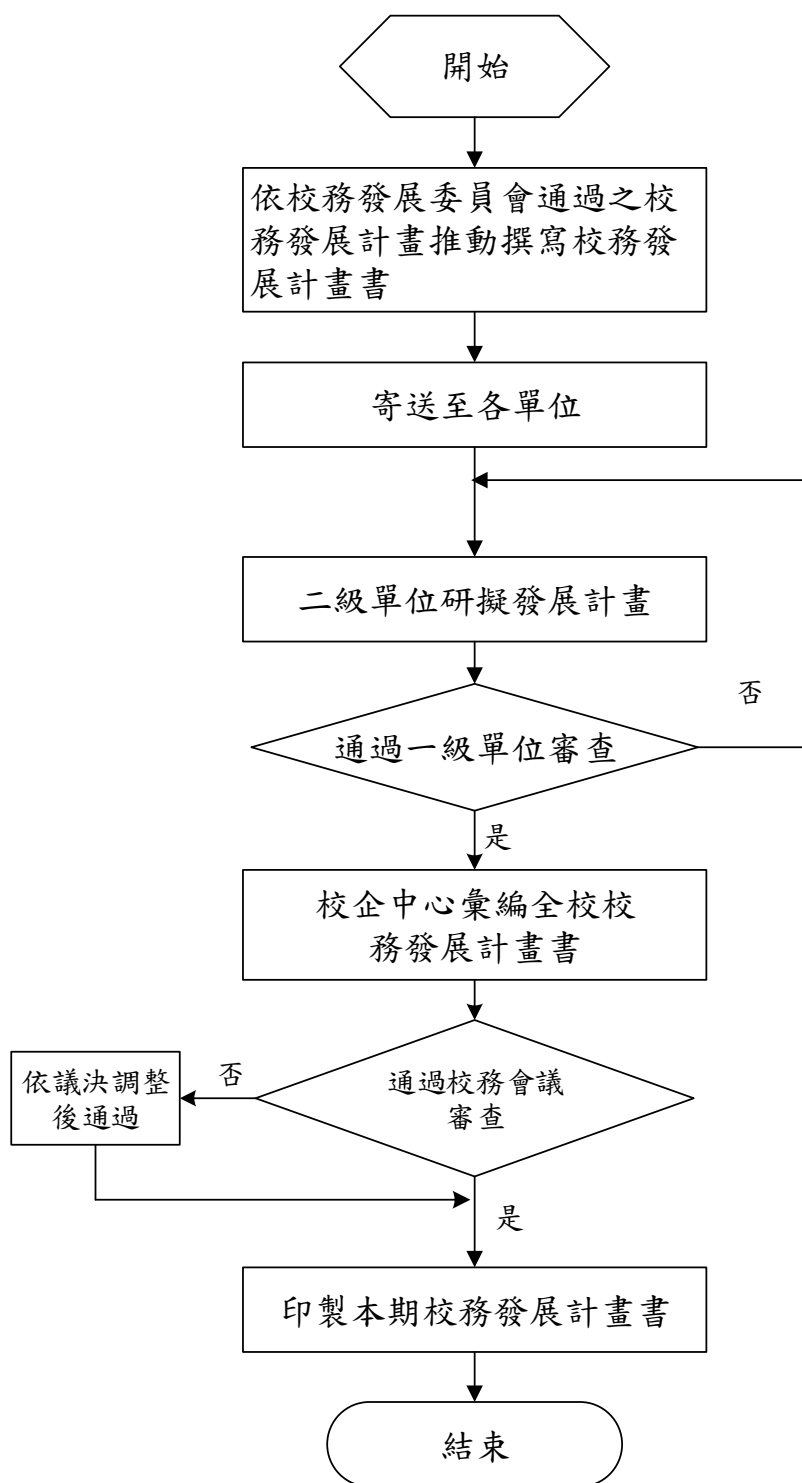 開始
依校務發展委員會通過之校
務發展計畫推動撰寫校務發
展計畫書
寄送至各單位
二級單位研擬發展計畫
否
通過一級單位審查
是
校企中心彙編全校校
務發展計畫書
依議決調整
後通過
否
通過校務會議
審查
是
印製本期校務發展計畫書
結束